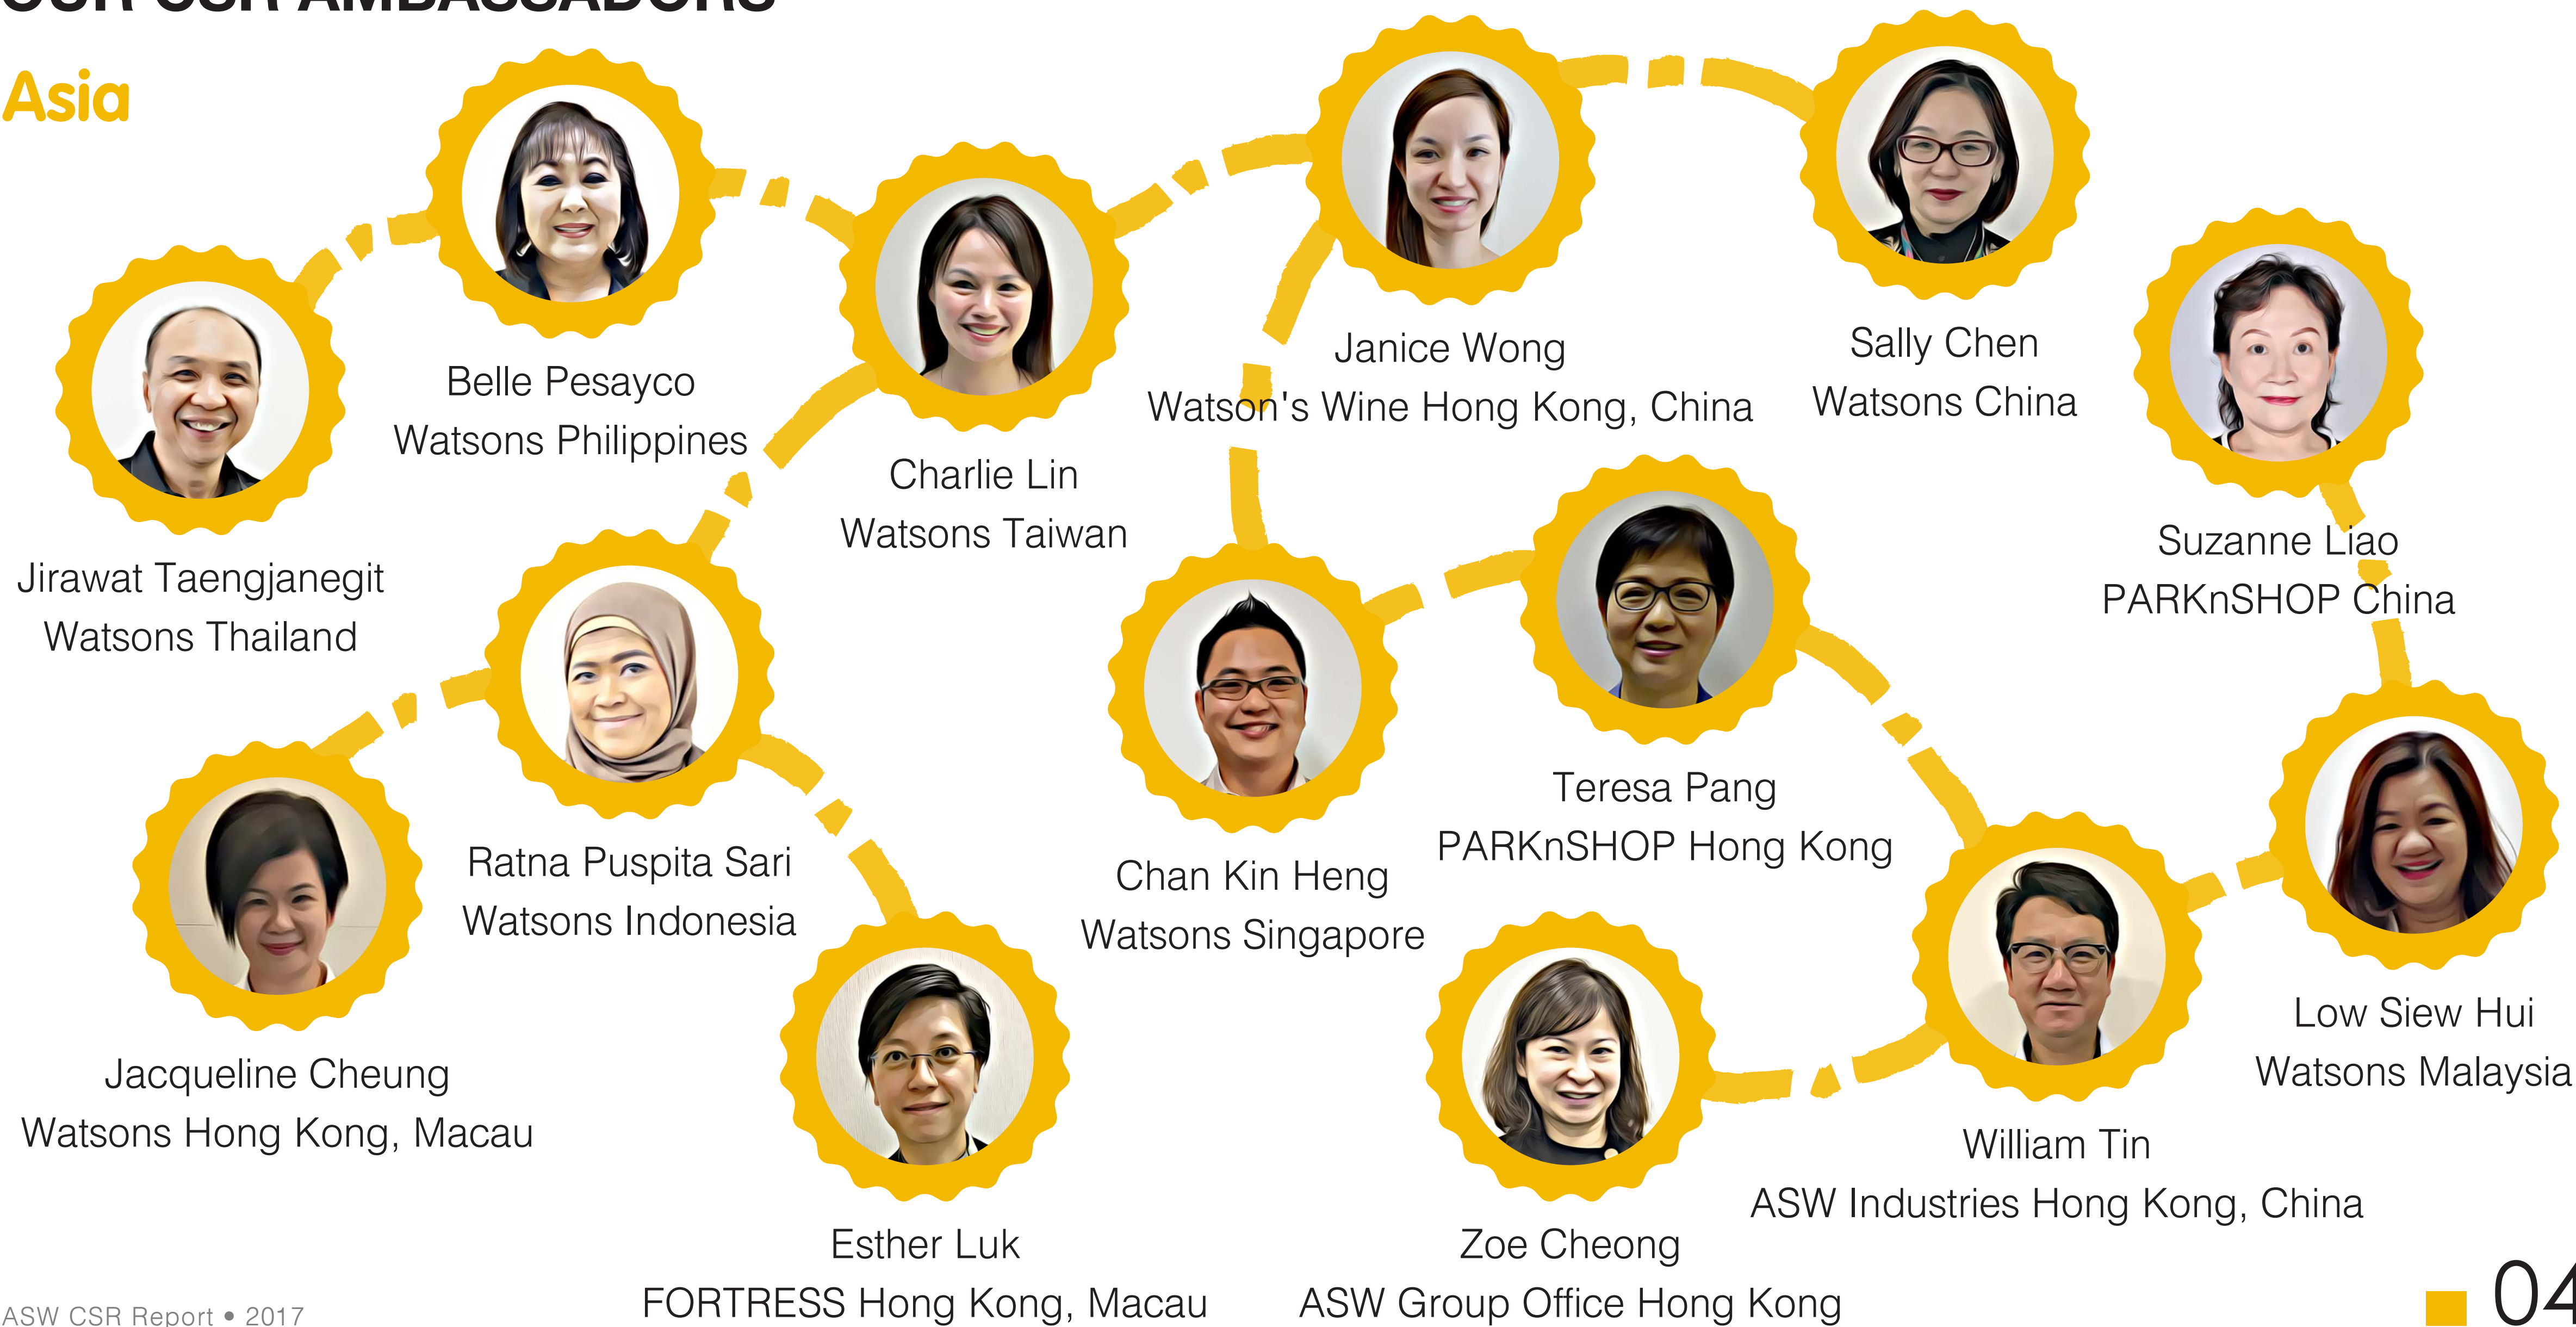 OUR CSR AMBASSADORS
Asia
Belle Pesayco
Watsons Philippines
Janice Wong
Watson's Wine Hong Kong, China
Sally Chen
Watsons China
Charlie Lin
Watsons Taiwan
Suzanne Liao
PARKnSHOP China
Jirawat Taengjanegit
Watsons Thailand
Teresa Pang
PARKnSHOP Hong Kong
Ratna Puspita Sari
Watsons Indonesia
Chan Kin Heng
Watsons Singapore
Low Siew Hui
Watsons Malaysia
Jacqueline Cheung
Watsons Hong Kong, Macau
William Tin
ASW Industries Hong Kong, China
Esther Luk
FORTRESS Hong Kong, Macau
Zoe Cheong
ASW Group Office Hong Kong
ASW CSR Report • 2017
04